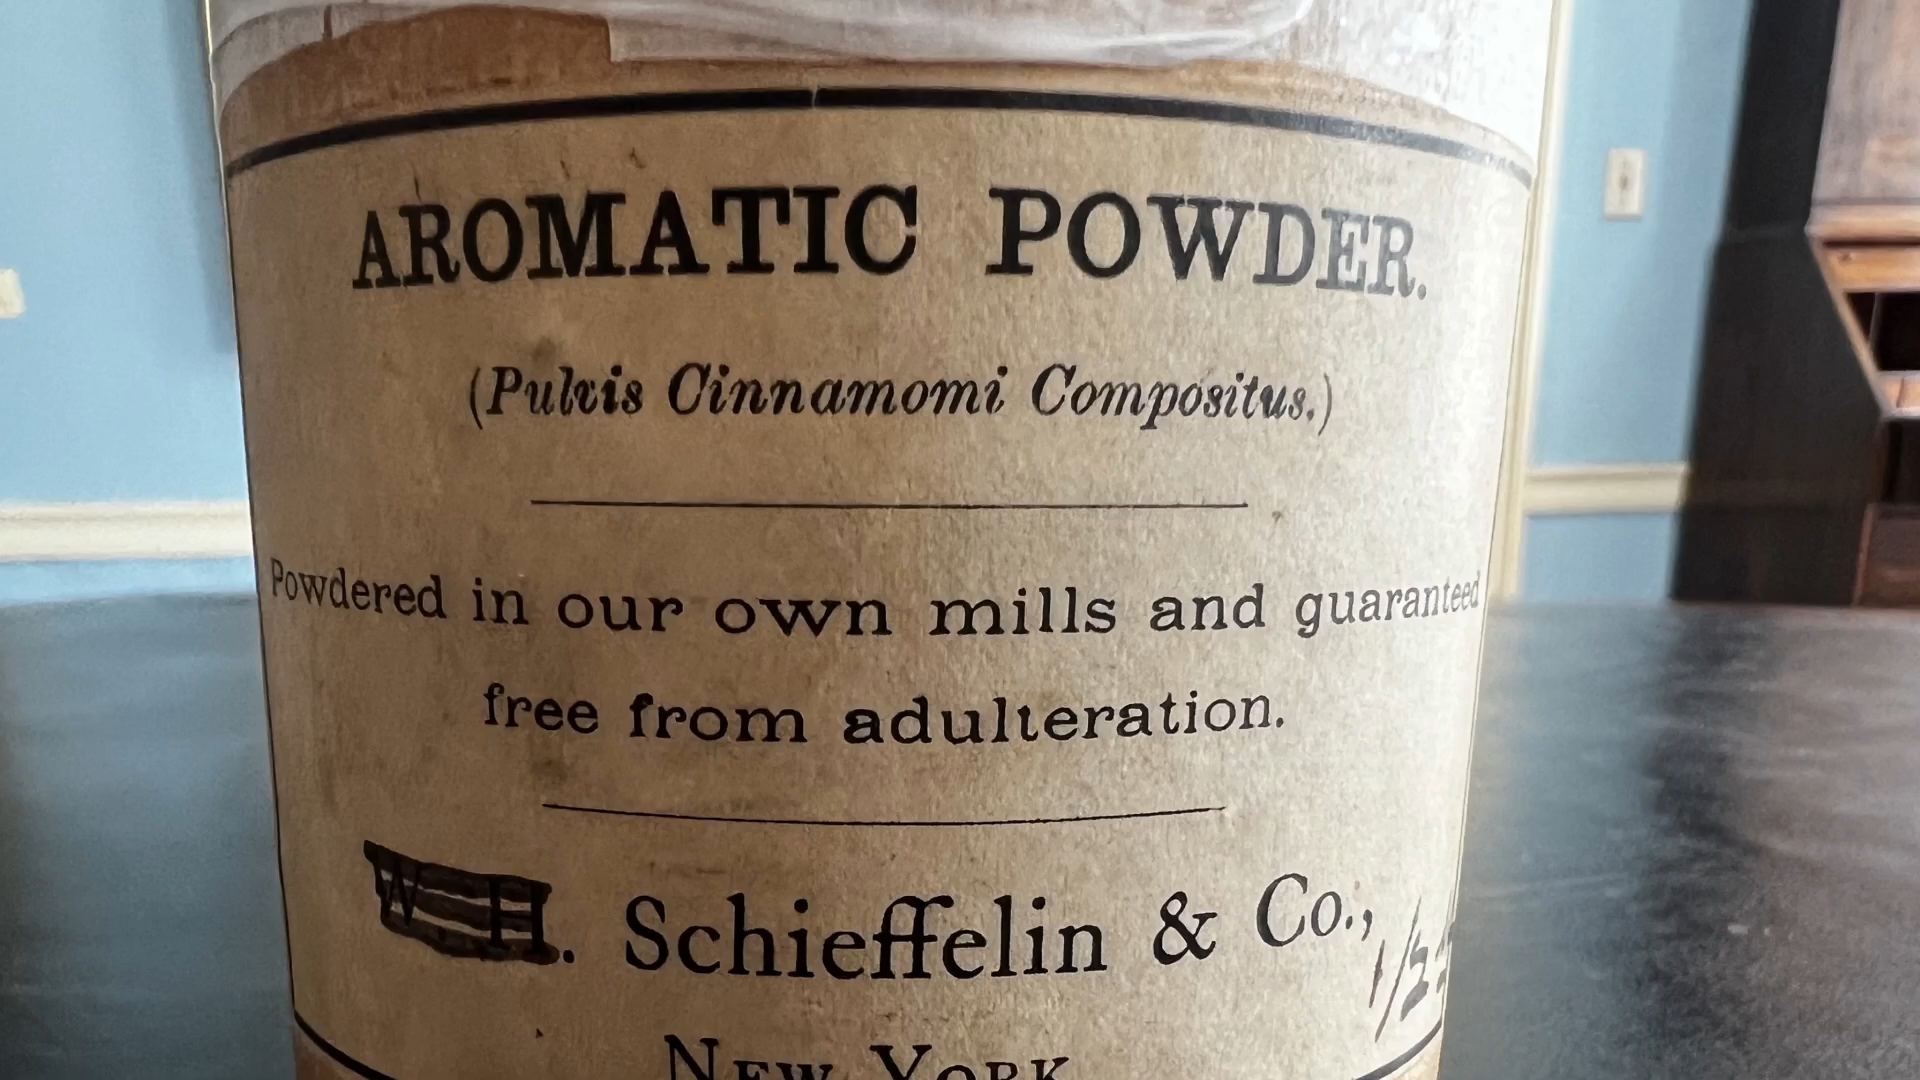 AROMATIC POWDER.
(Pulvis Cinnamomi Compositus.)
Powdered in our own mills and guaranteed
free from adulteration.
W H. Schieffelin & Co.,
NEW YORK